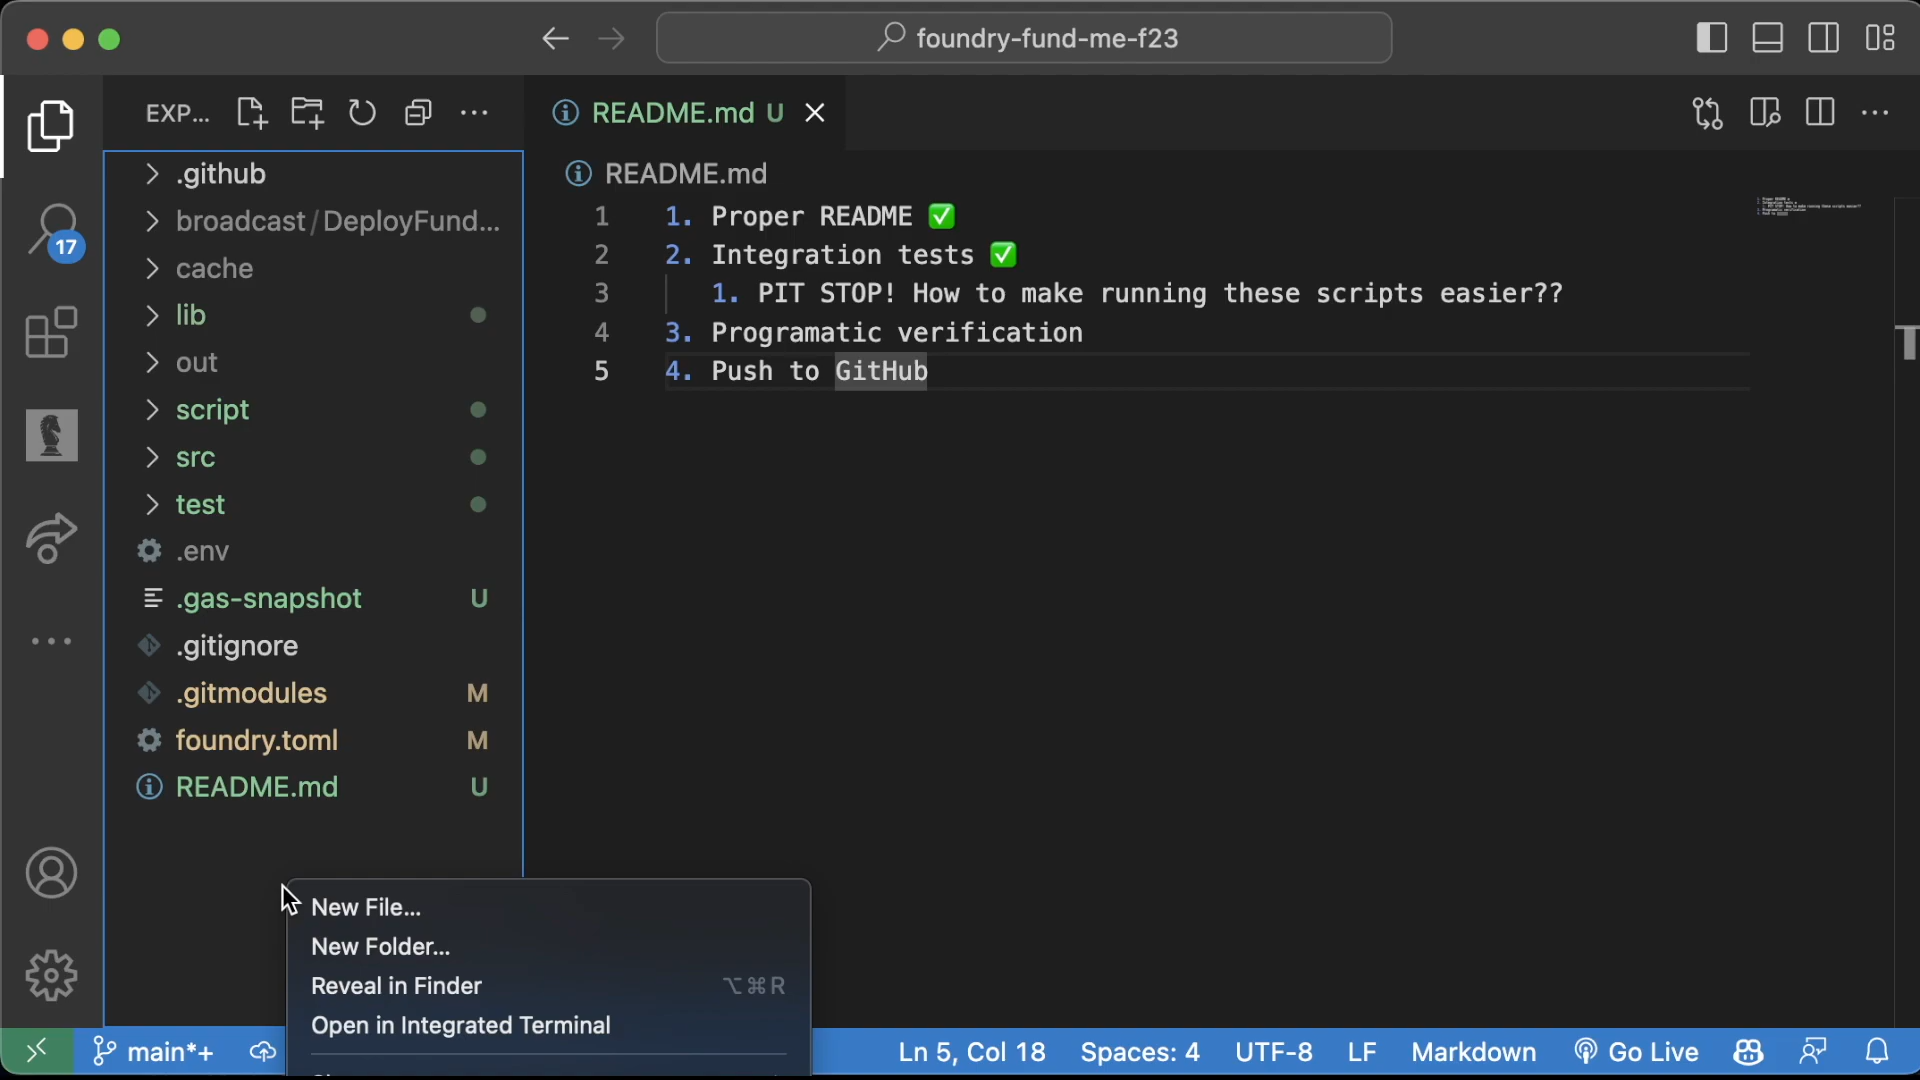 foundry-fund-me-f23
EXP...
README.md U
.github
broadcast/DeployFund...
cache
lib
out
script
src
test
.env
.gas-snapshot U
.gitignore
.gitmodules M
foundry.toml M
README.md U
17
README.md
1 1. Proper README ✅
2 2. Integration tests ✅
3 1. PIT STOP! How to make running these scripts easier??
4 3. Programatic verification
5 4. Push to GitHub
New File...
New Folder...
Reveal in Finder ⌥⌘R
Open in Integrated Terminal
main*+
Ln 5, Col 18
Spaces: 4
UTF-8
LF
Markdown
Go Live